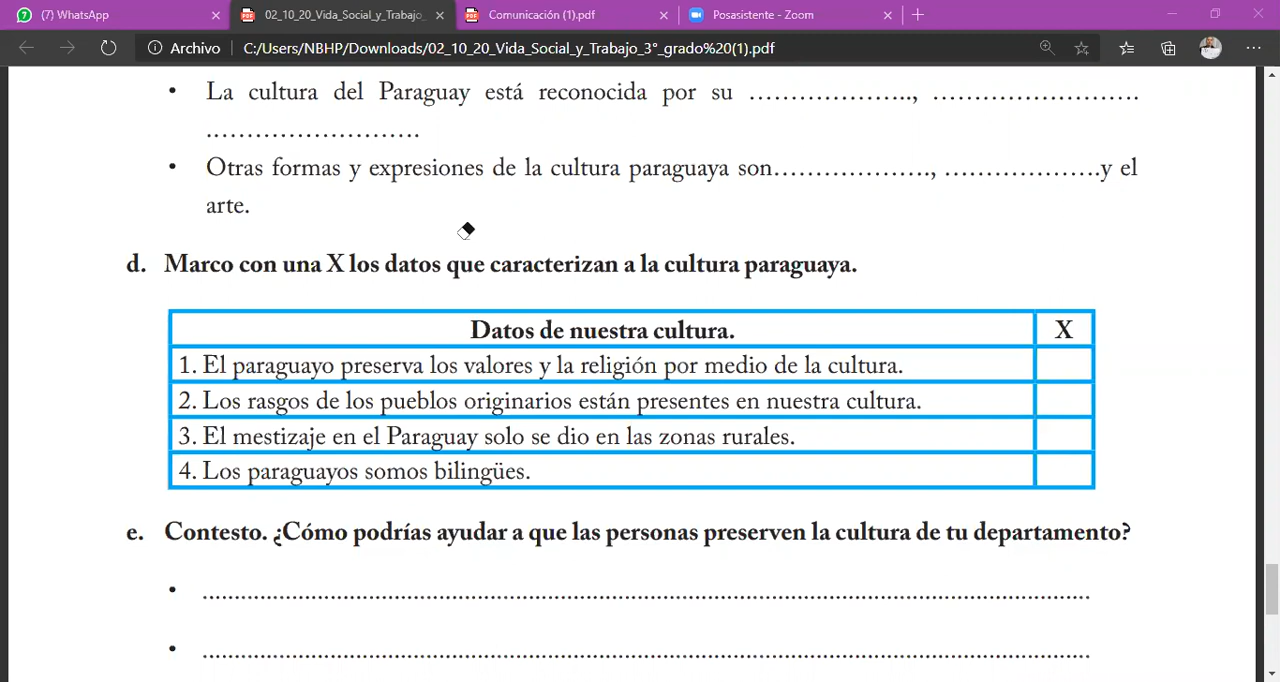 (7) WhatsApp
02_10_20_Vida_Social_y_Trabajo_
Comunicación (1).pdf
Posasistente - Zoom
Archivo
C:/Users/NBHP/Downloads/02_10_20_Vida_Social_y_Trabajo_3°_grado%20(1).pdf
• La cultura del Paraguay está reconocida por su ………………..., …………………….
……………………….
• Otras formas y expresiones de la cultura paraguaya son………………., ……………….y el
arte.
d. Marco con una X los datos que caracterizan a la cultura paraguaya.
Datos de nuestra cultura. X
1. El paraguayo preserva los valores y la religión por medio de la cultura.
2. Los rasgos de los pueblos originarios están presentes en nuestra cultura.
3. El mestizaje en el Paraguay solo se dio en las zonas rurales.
4. Los paraguayos somos bilingües.
e. Contesto. ¿Cómo podrías ayudar a que las personas preserven la cultura de tu departamento?
• ........................................................................................................
• ........................................................................................................